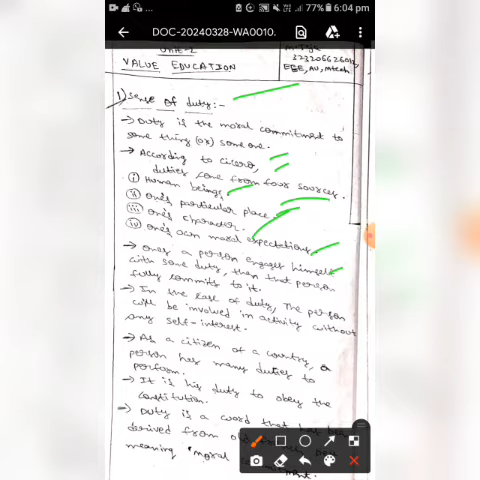 77% 6:04 pm
DOC-20240328-WA0010.
UNIT-2
VALUE EDUCATION
EEE, AU, Mtech
1) Sense of duty:-
→ Duty is the moral commitment to
some thing (or) some one.
→ According to cicero,
duties come from four sources.
(i) Human beings
(ii) one's particular place
(iii) one's character.
(iv) one's own moral expectations
→ Ones a person engages himself
with some duty, then that person
fully commits to it.
→ In the case of duty, The person
will be involved in activity without
any self-interest.
→ As a citizen of a country, a
person has many duties to
perform.
→ It is his duty to obey the
constitution.
→ Duty is a word that has
derived from old
meaning "moral